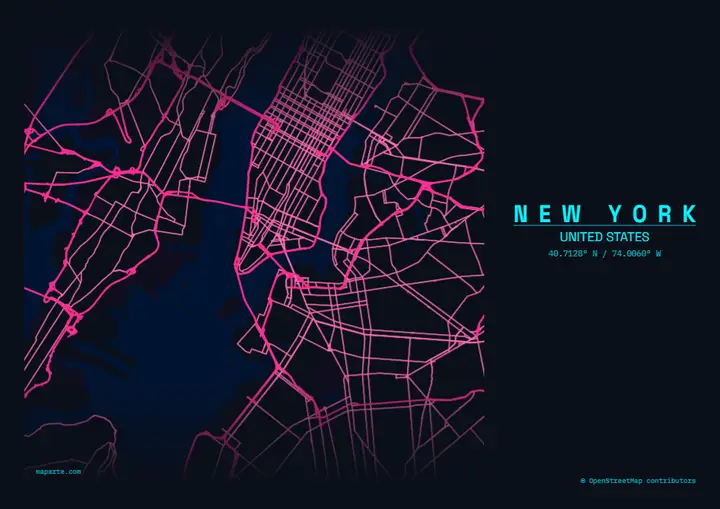 NEW YORK
UNITED STATES
40.7128° N / 74.0060° W
maparte.com
© OpenStreetMap contributors